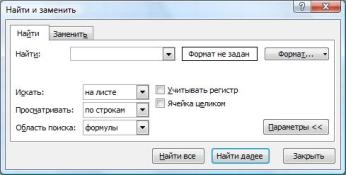 Найти и заменить
Найти Заменить
Найти: Формат не задан Формат...
Искать: на листе Учитывать регистр
Просматривать: по строкам Ячейка целиком
Область поиска: формулы Параметры <<
Найти все Найти далее Закрыть